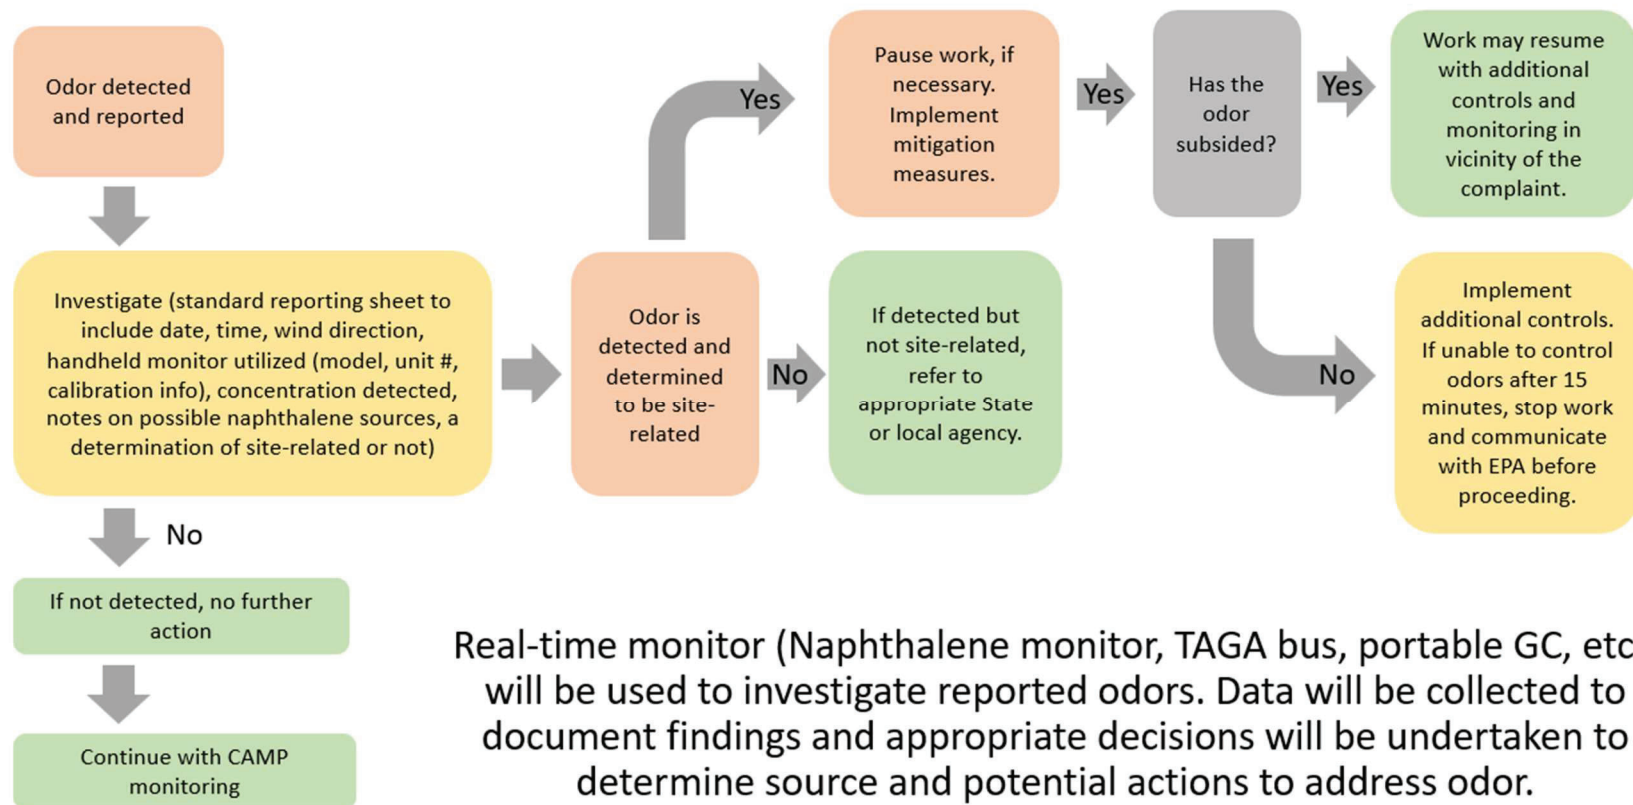 Odor detected
and reported
Investigate (standard reporting sheet to
include date, time, wind direction,
handheld monitor utilized (model, unit #,
calibration info), concentration detected,
notes on possible naphthalene sources, a
determination of site-related or not)
No
If not detected, no further
action
Continue with CAMP
monitoring
Odor is
detected and
determined
to be site-
related
Yes
Pause work, if
necessary.
Implement
mitigation
measures.
No
If detected but
not site-related,
refer to
appropriate State
or local agency.
Yes
Has the
odor
subsided?
Yes
Work may resume
with additional
controls and
monitoring in
vicinity of the
complaint.
No
Implement
additional controls.
If unable to control
odors after 15
minutes, stop work
and communicate
with EPA before
proceeding.
Real-time monitor (Naphthalene monitor, TAGA bus, portable GC, etc
will be used to investigate reported odors. Data will be collected to
document findings and appropriate decisions will be undertaken to
determine source and potential actions to address odor.